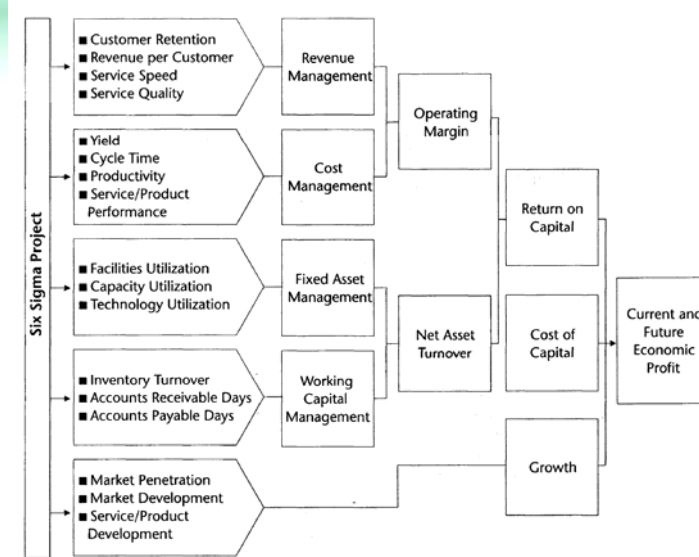 Six Sigma Project
■ Customer Retention
■ Revenue per Customer
■ Service Speed
■ Service Quality
Revenue
Management
■ Yield
■ Cycle Time
■ Productivity
■ Service/Product
Performance
Cost
Management
Operating
Margin
■ Facilities Utilization
■ Capacity Utilization
■ Technology Utilization
Fixed Asset
Management
■ Inventory Turnover
■ Accounts Receivable Days
■ Accounts Payable Days
Working
Capital
Management
Net Asset
Turnover
Return on
Capital
Cost of
Capital
■ Market Penetration
■ Market Development
■ Service/Product
Development
Growth
Current and
Future
Economic
Profit